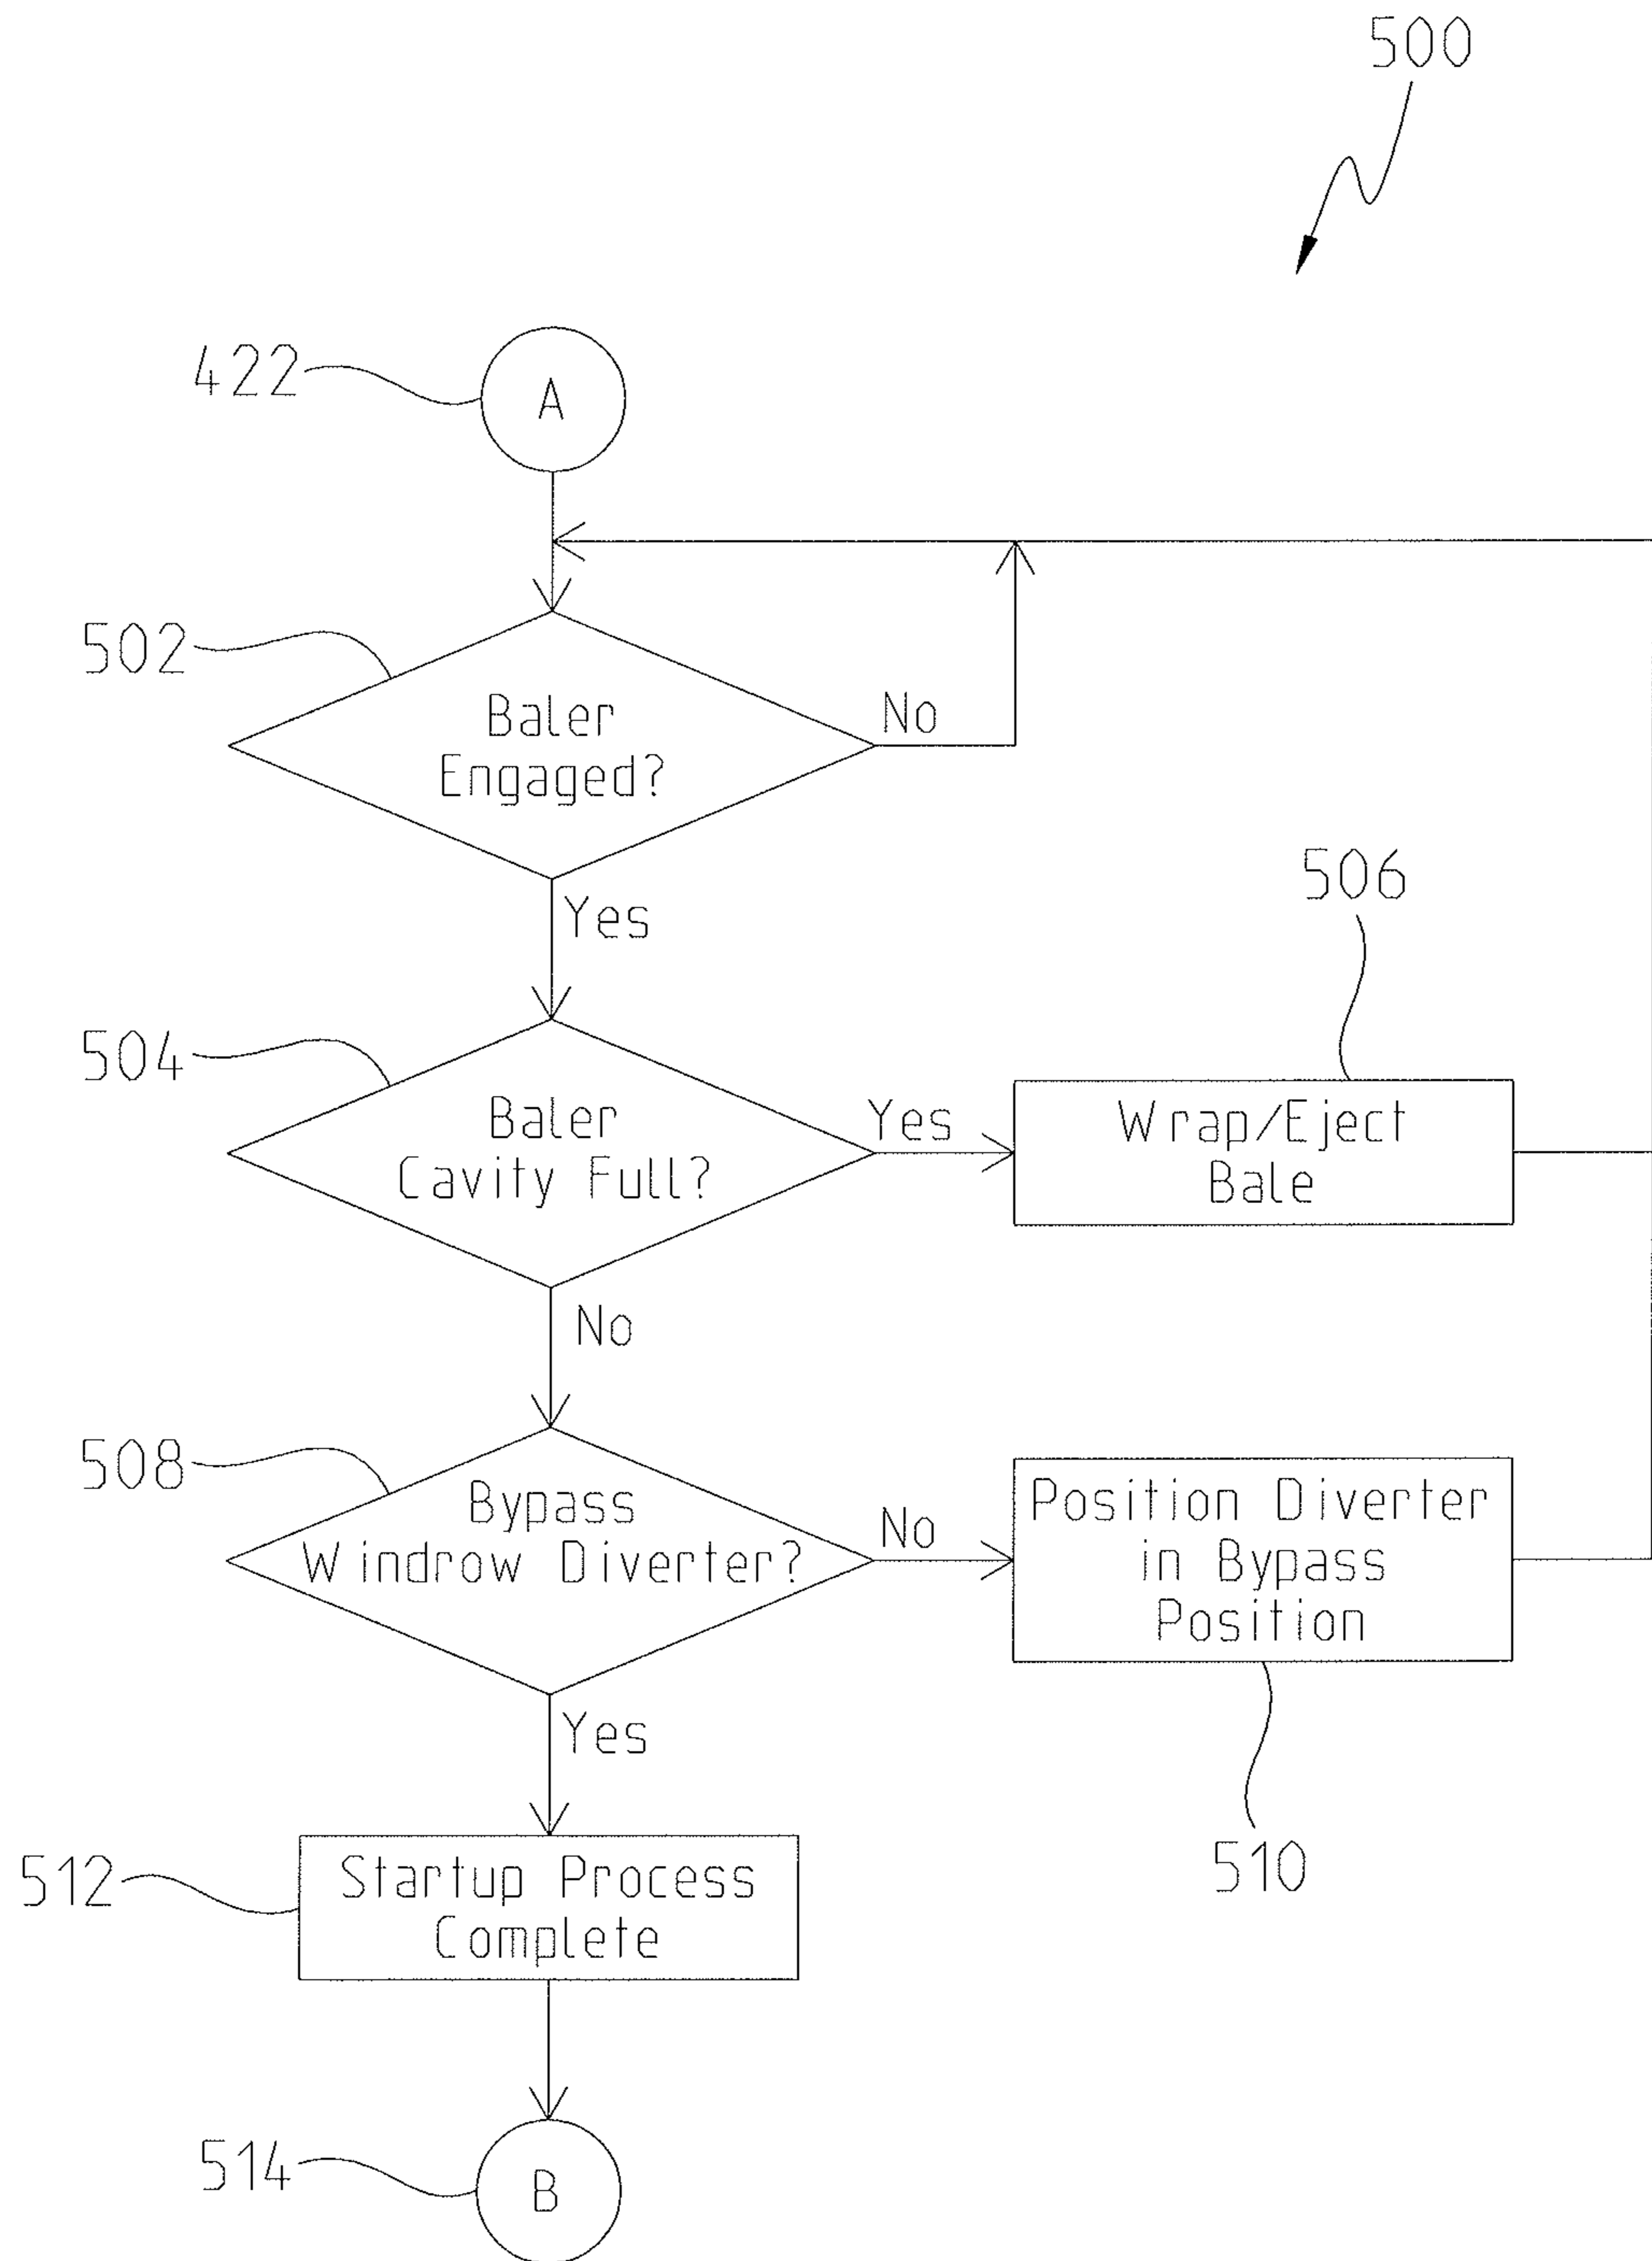 500
422
A
502
Baler
Engaged?
No
Yes
506
504
Baler
Cavity Full?
Yes
Wrap/Eject
Bale
No
508
Bypass
Windrow Diverter?
No
Position Diverter
in Bypass
Position
Yes
510
512
Startup Process
Complete
514
B